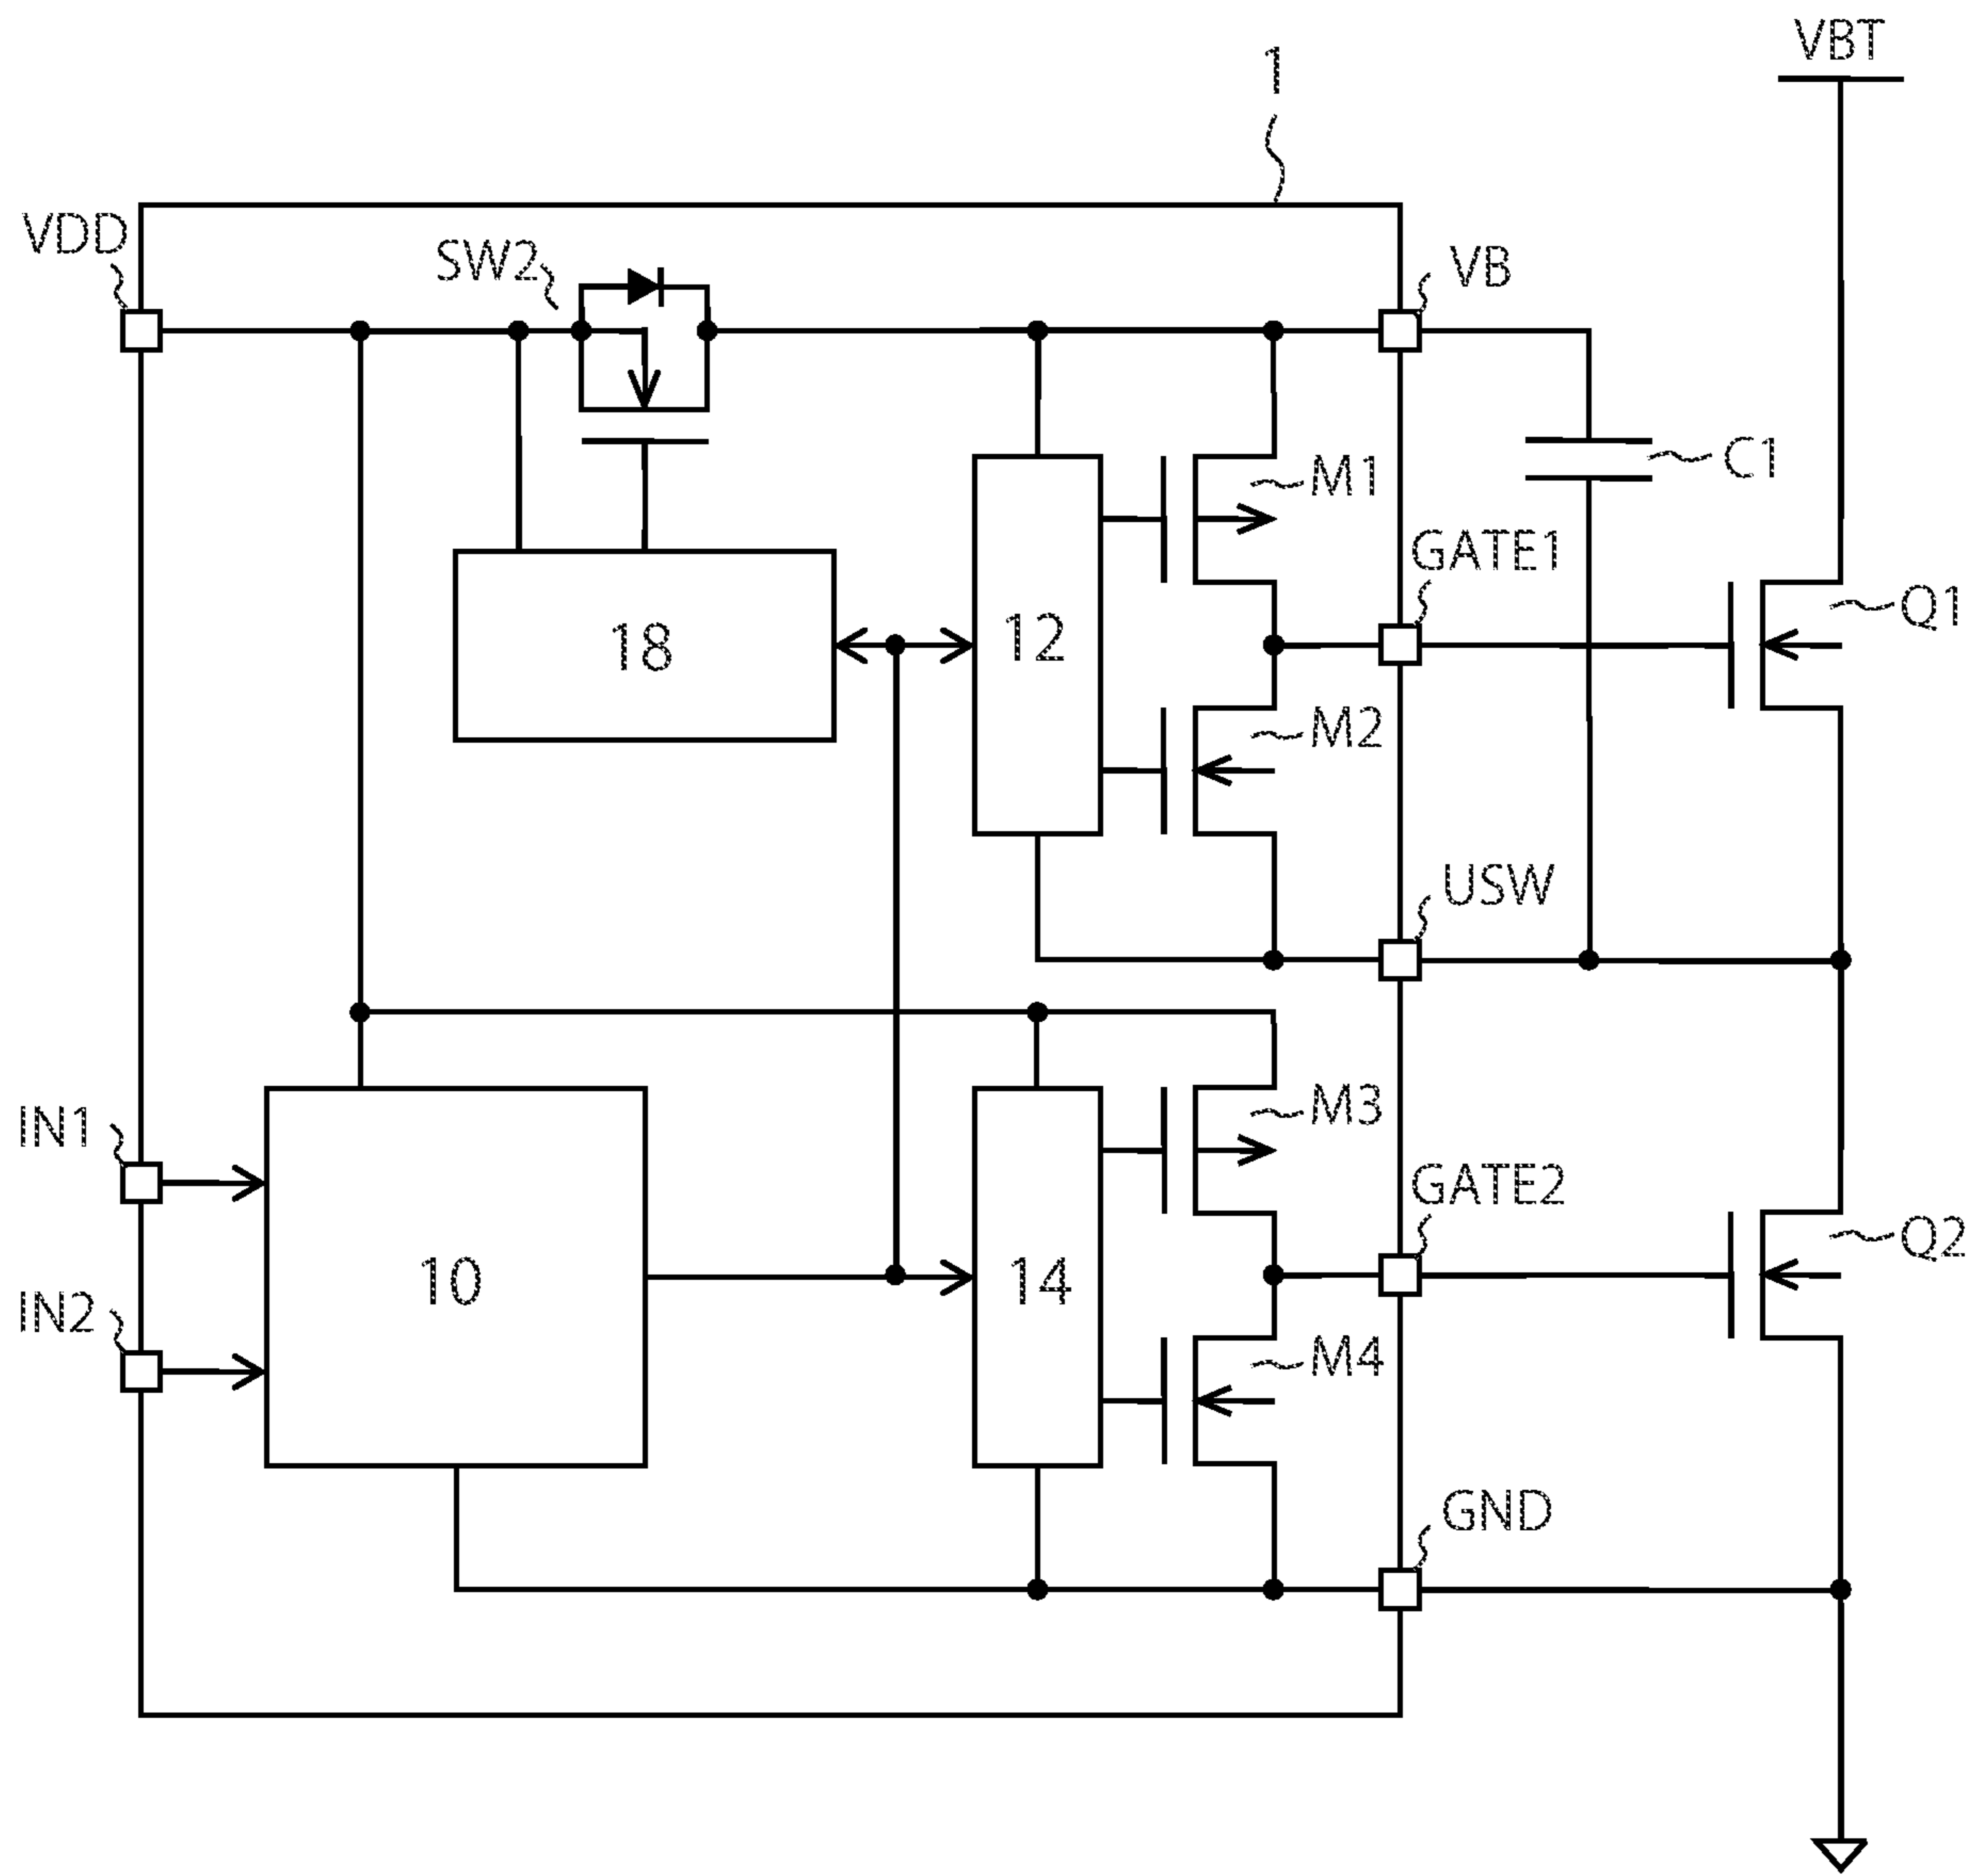 VBT
1
VDD
SW2
VB
M1
C1
GATE1
Q1
12
18
M2
USW
M3
IN1
GATE2
Q2
10
14
IN2
M4
GND